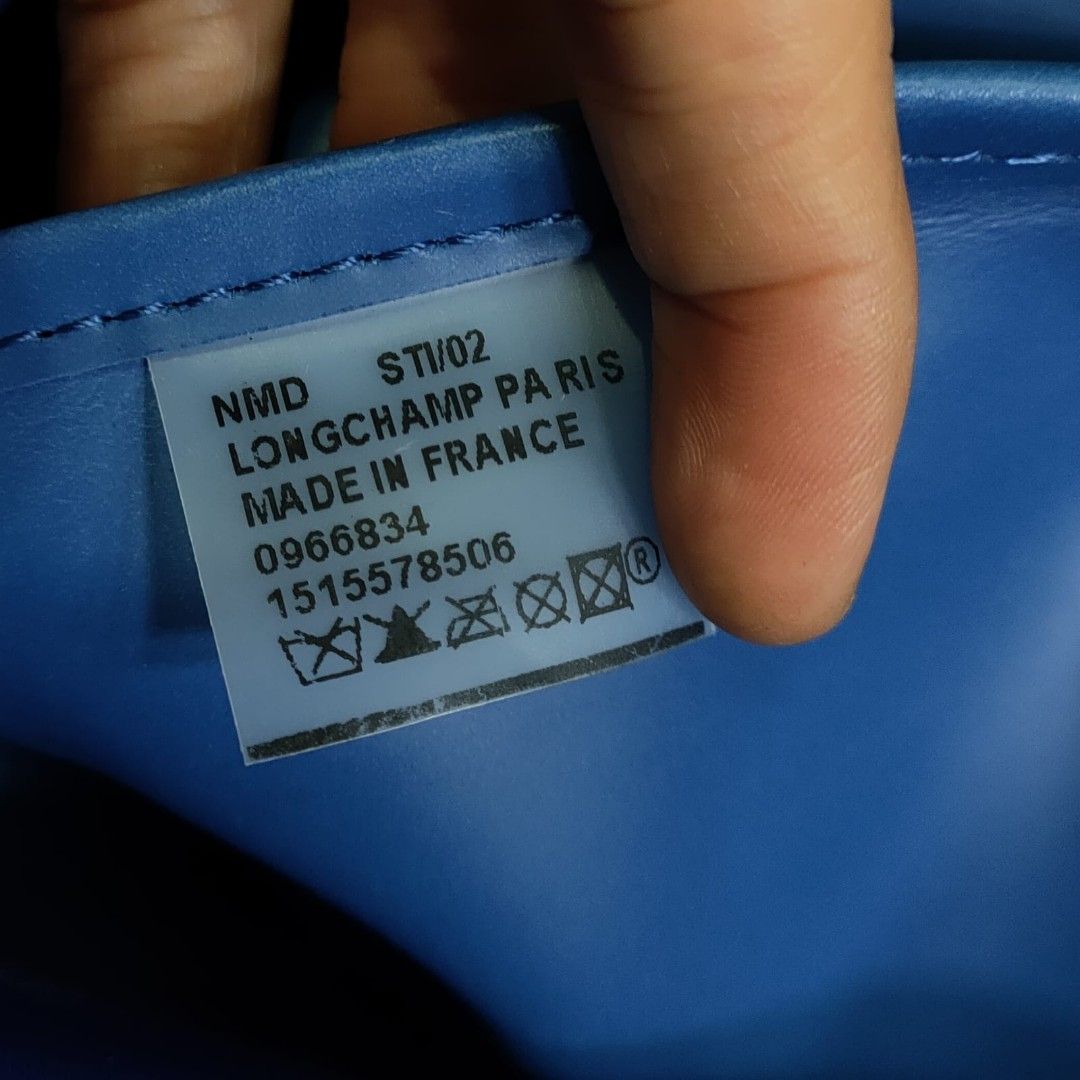 NMD STI/02
LONGCHAMP PARIS
MADE IN FRANCE
0966834
1515578506
®